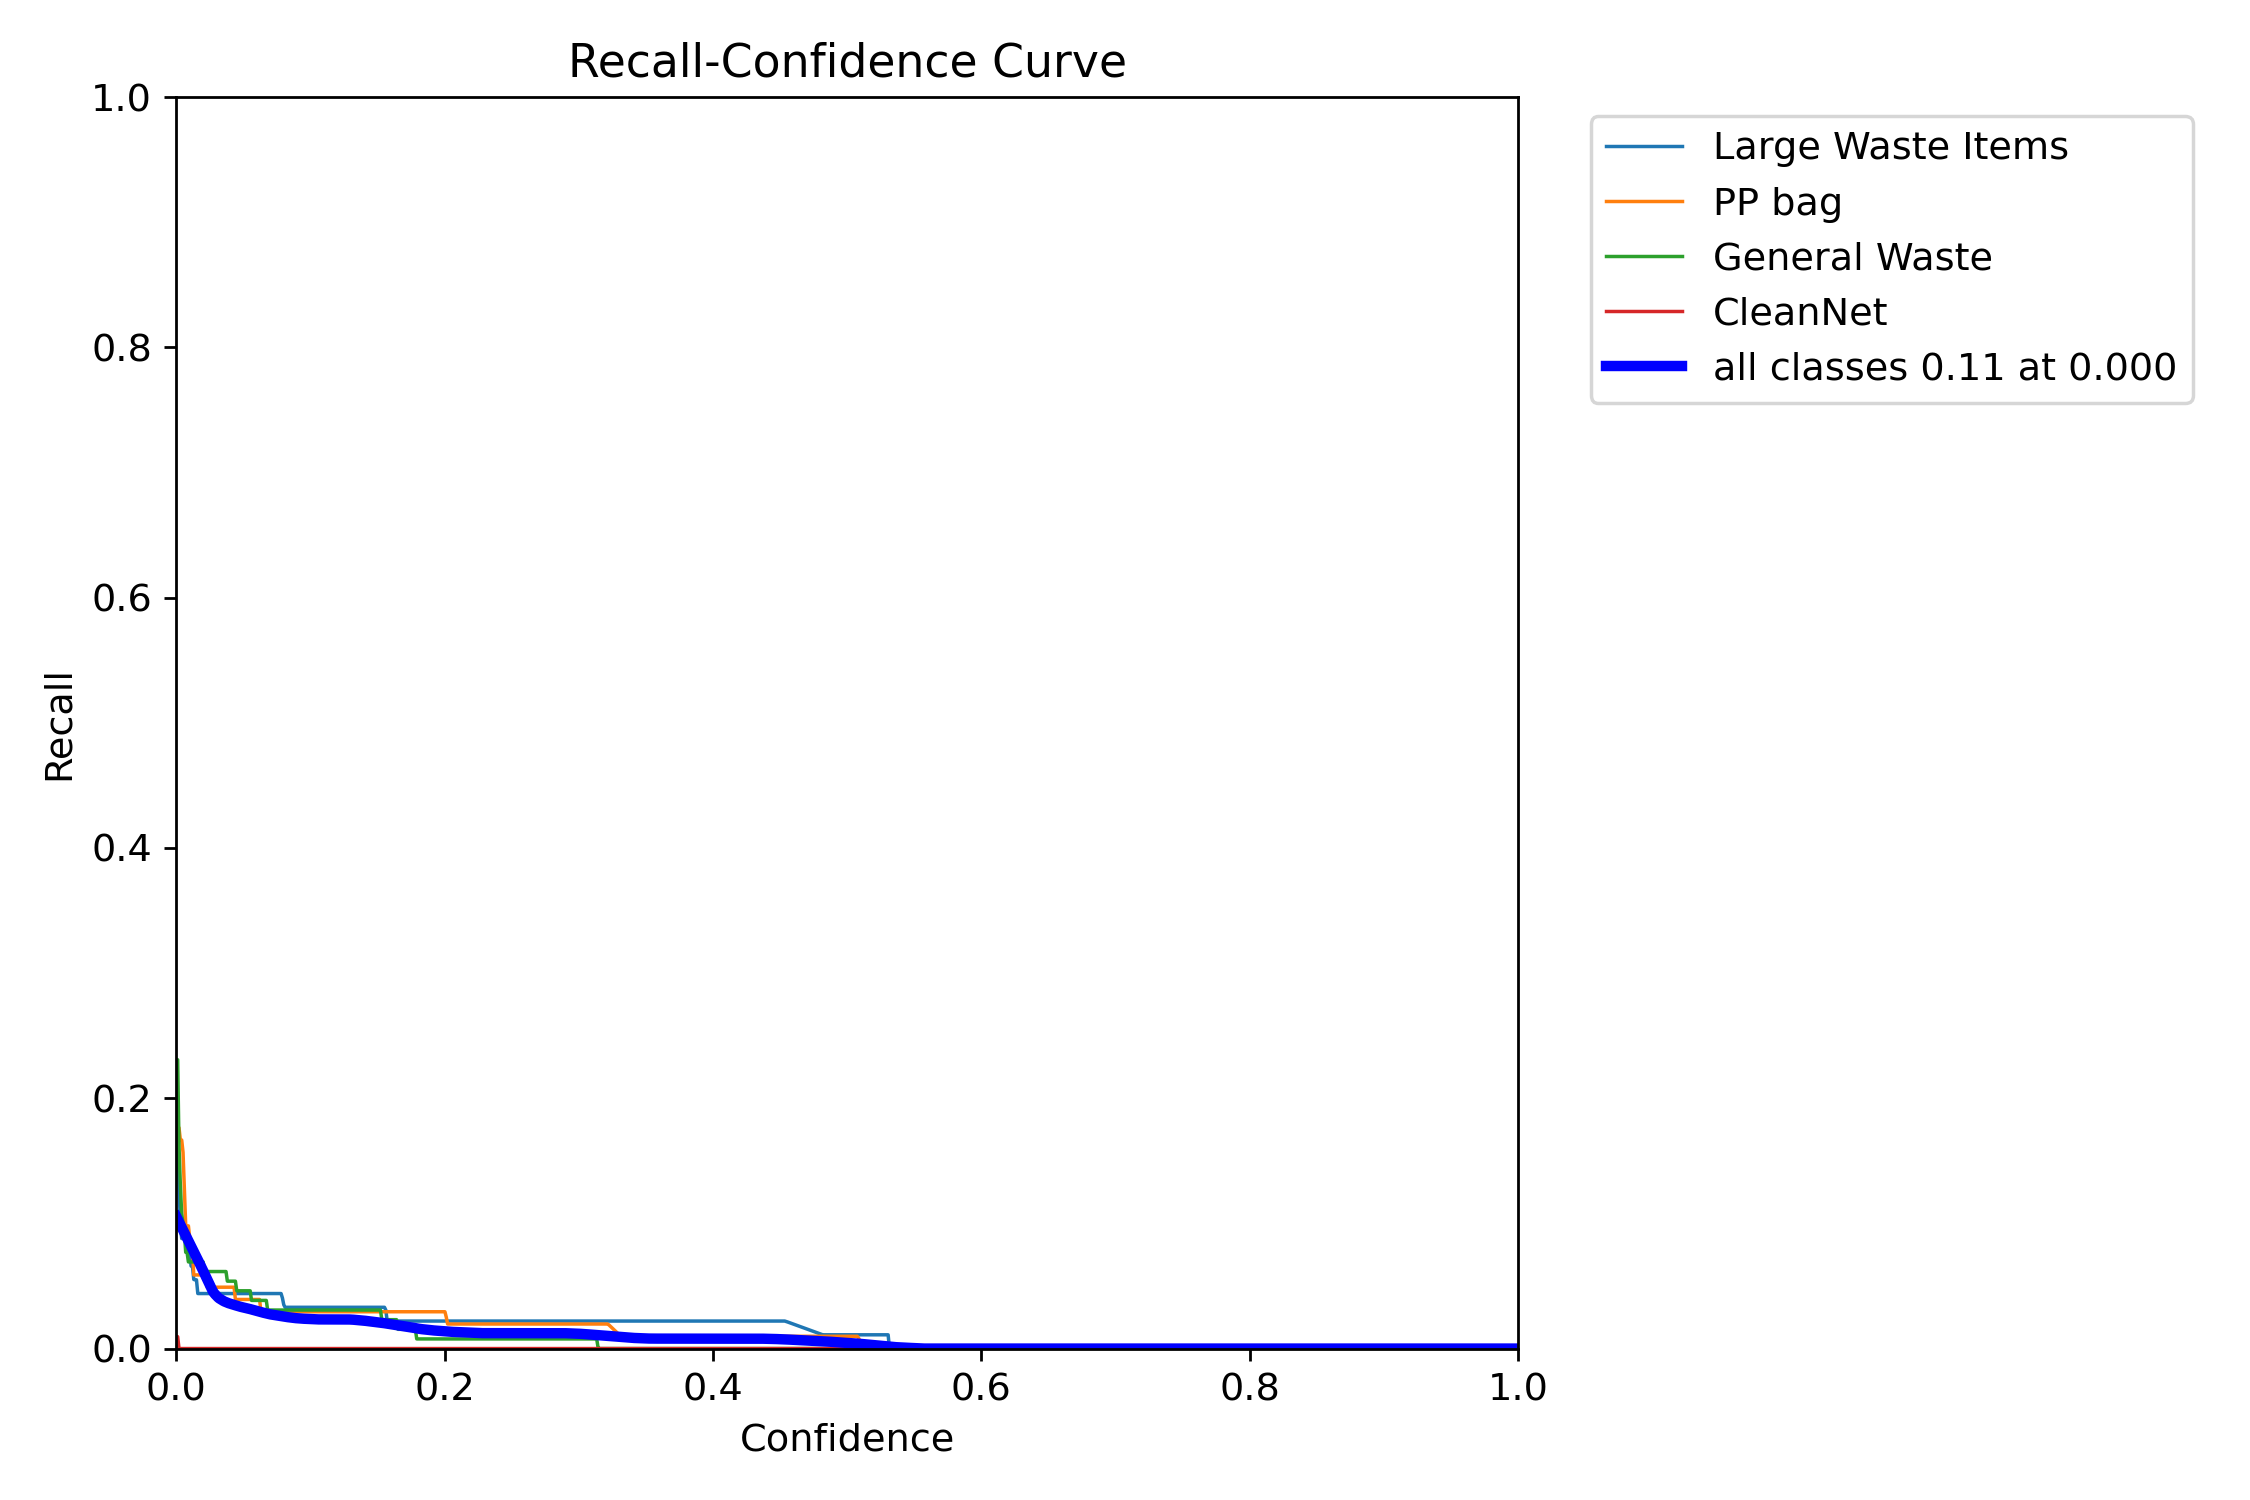 Recall-Confidence Curve
1.0
0.8
0.6
0.4
0.2
0.0
Recall
0.0 0.2 0.4 0.6 0.8 1.0
Confidence
Large Waste Items
PP bag
General Waste
CleanNet
all classes 0.11 at 0.000